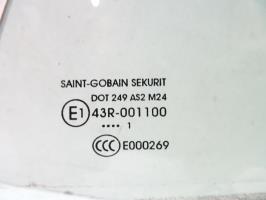 SAINT-GOBAIN SEKURIT
DOT 249 AS2 M24
E1 43R-001100
•••• 1
CCC E000269